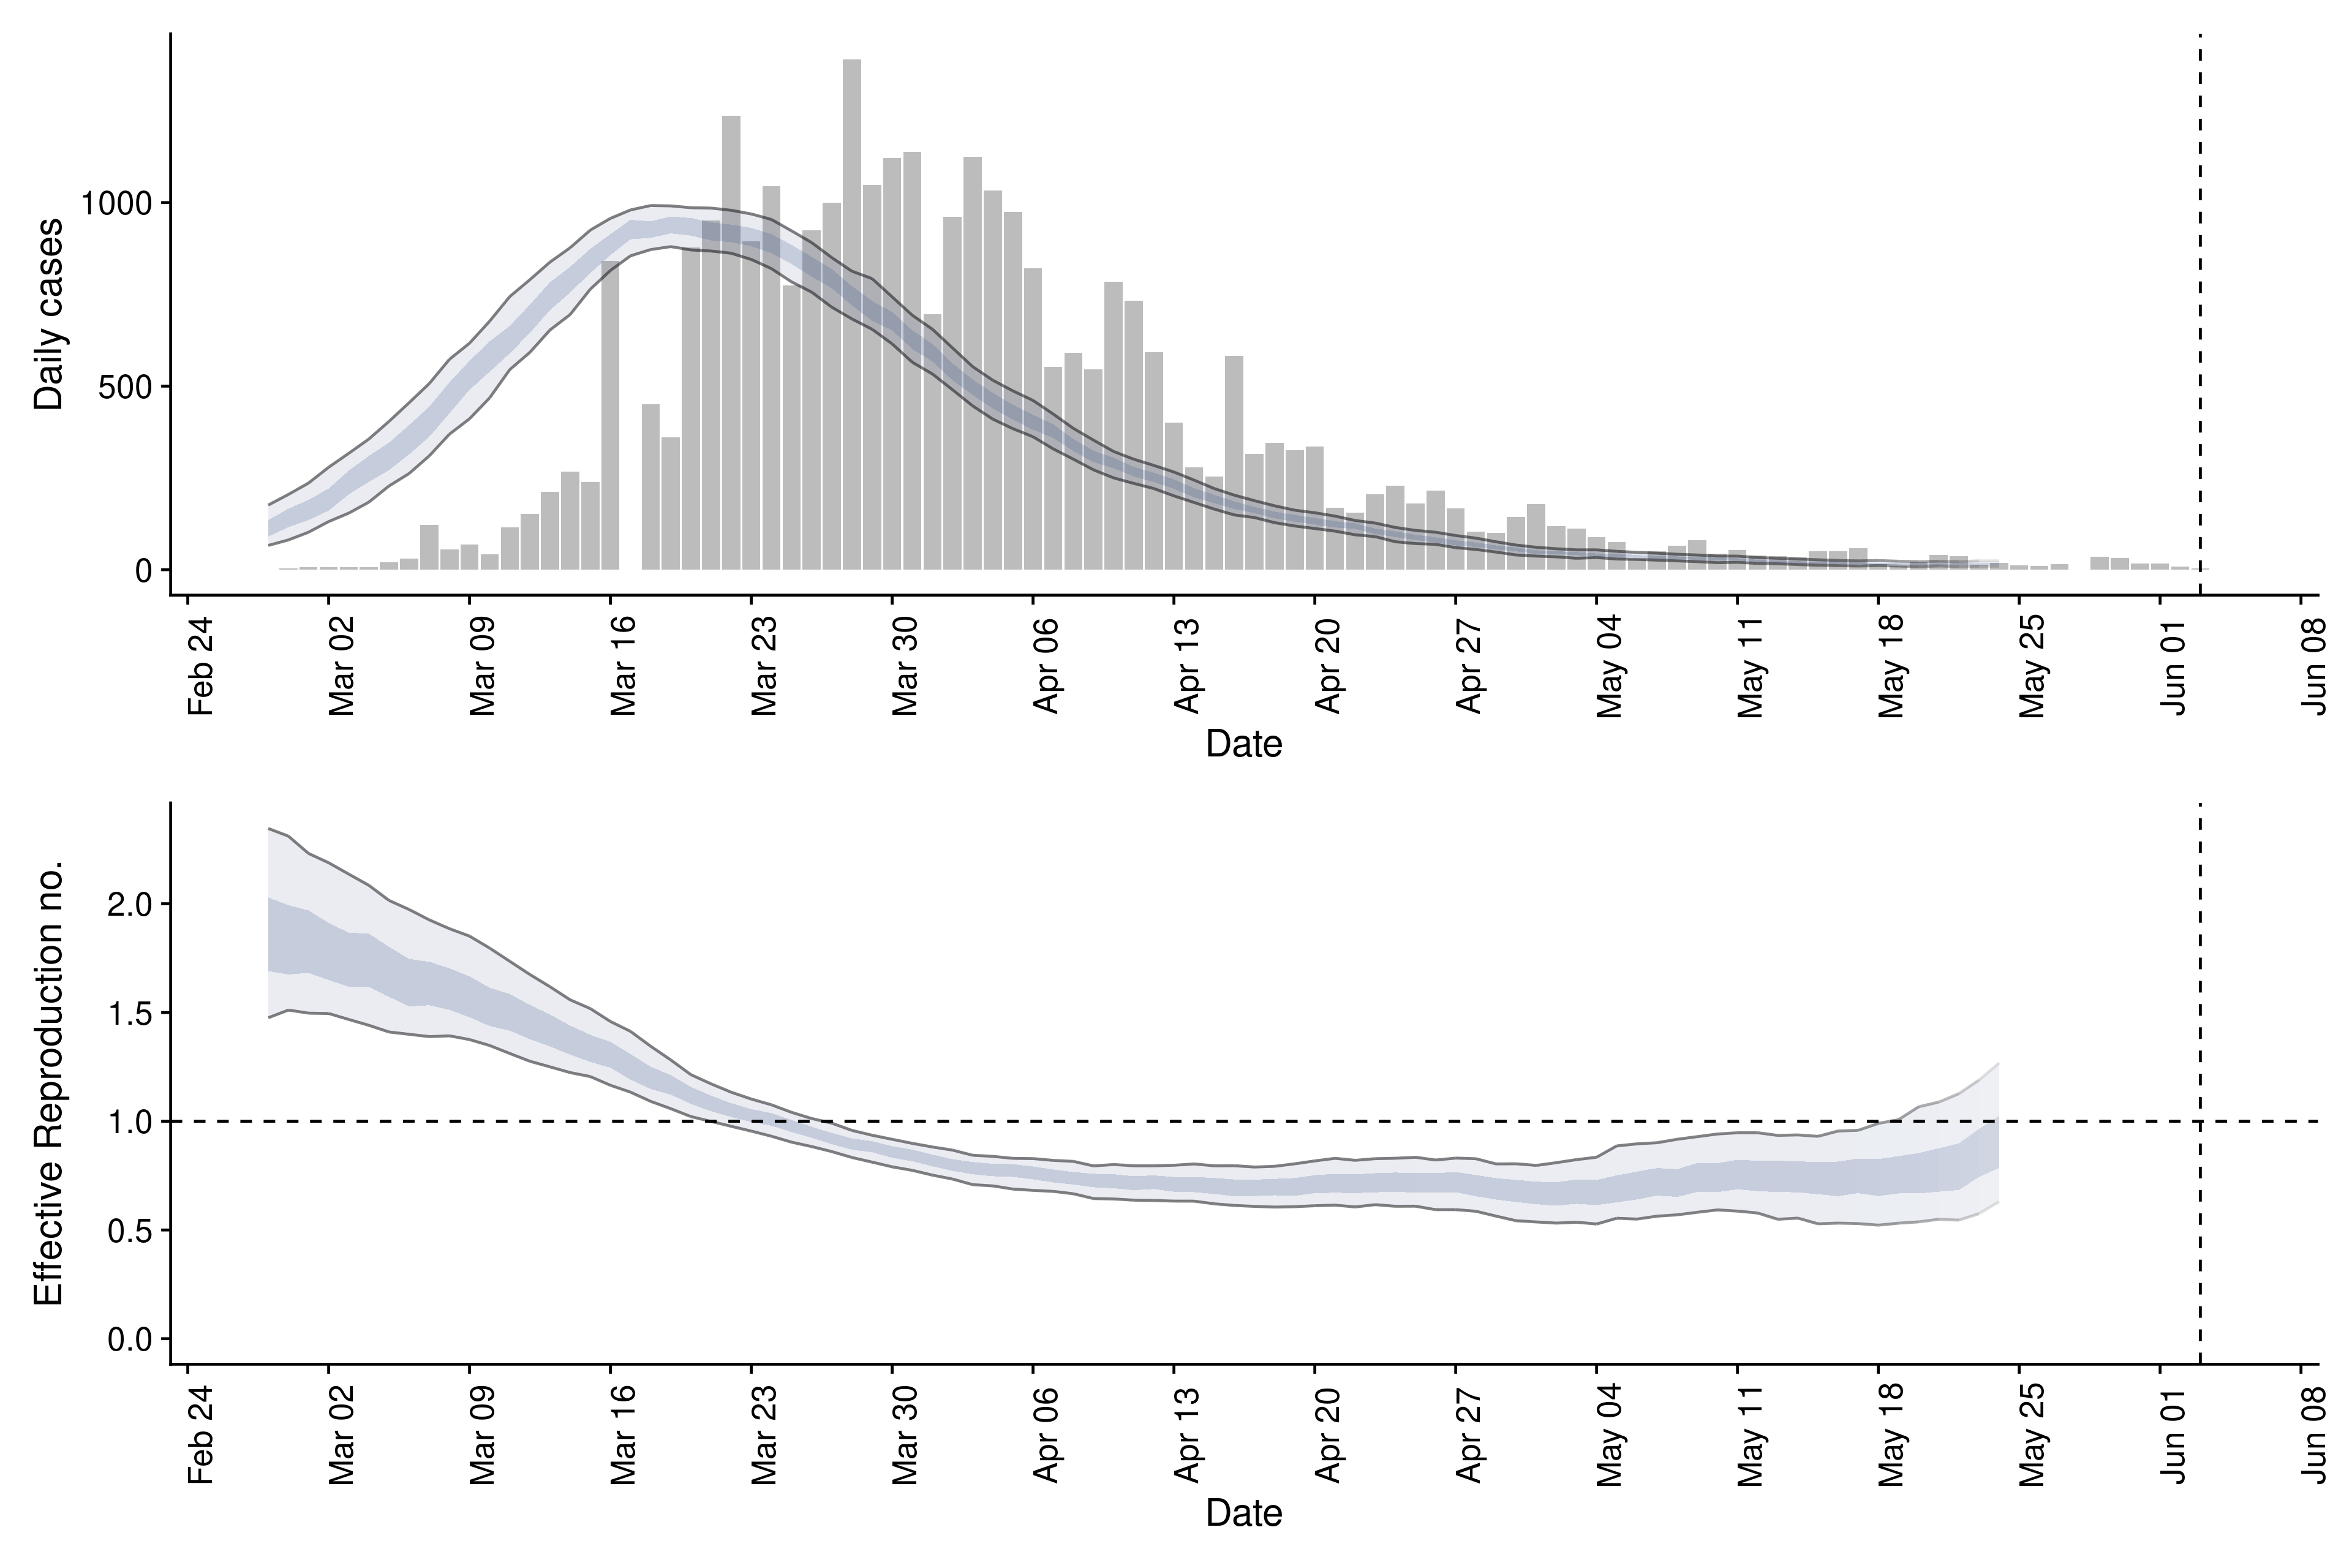 Daily cases
1000
500
0
Feb 24
Mar 02
Mar 09
Mar 16
Mar 23
Mar 30
Apr 06
Apr 13
Apr 20
Apr 27
May 04
May 11
May 18
May 25
Jun 01
Jun 08
Date
Effective Reproduction no.
2.0
1.5
1.0
0.5
0.0
Feb 24
Mar 02
Mar 09
Mar 16
Mar 23
Mar 30
Apr 06
Apr 13
Apr 20
Apr 27
May 04
May 11
May 18
May 25
Jun 01
Jun 08
Date